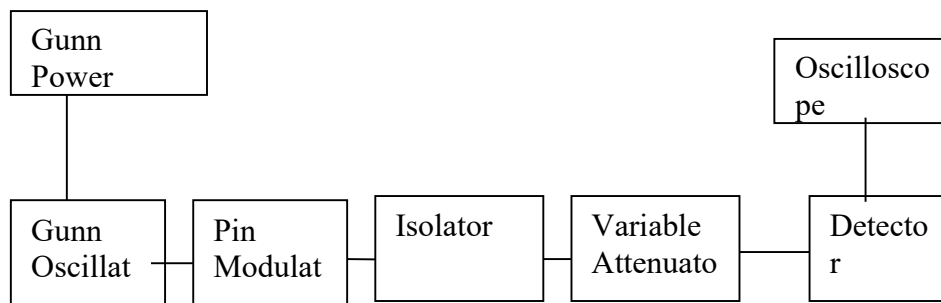 Gunn
Power
Oscillosco
pe
Gunn
Oscillat
Pin
Modulat
Isolator
Variable
Attenuato
Detecto
r